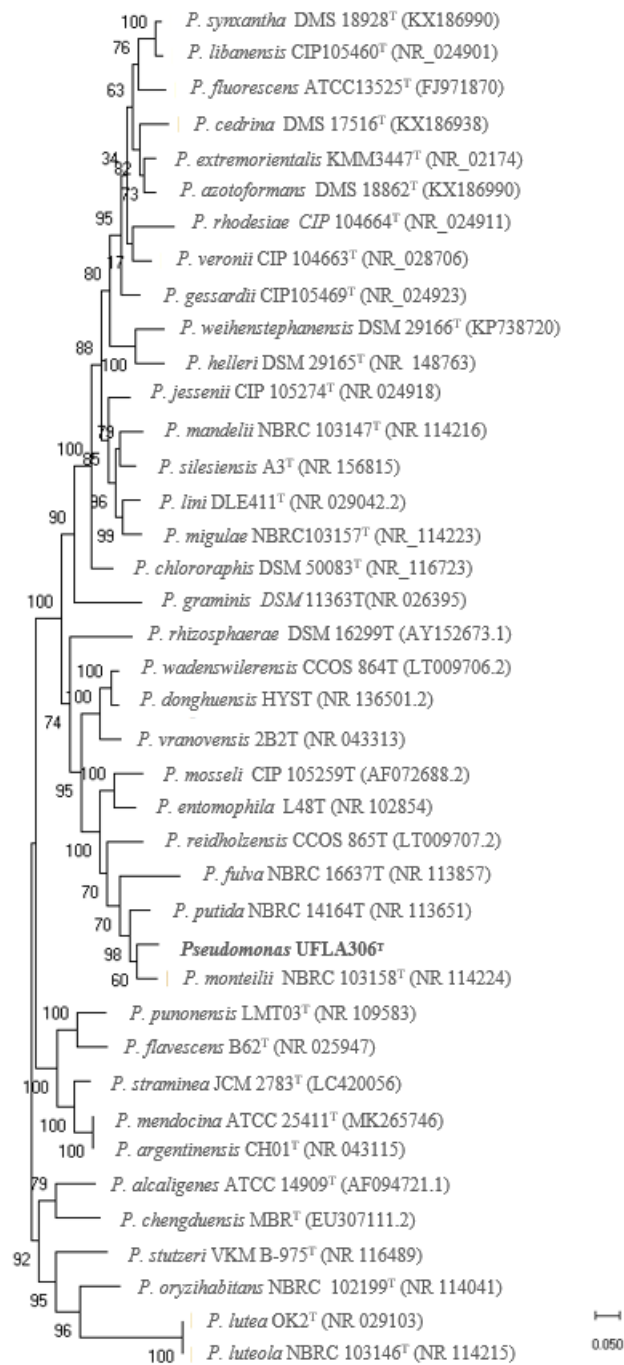 100 P. synxantha DMS 18928ᵀ (KX186990)
76 P. libanensis CIP105460ᵀ (NR_024901)
63 P. fluorescens ATCC13525ᵀ (FJ971870)
P. cedrina DMS 17516ᵀ (KX186938)
34 82 P. extremorientalis KMM3447ᵀ (NR_02174)
73 P. azotoformans DMS 18862ᵀ (KX186990)
95 P. rhodesiae CIP 104664ᵀ (NR_024911)
17 P. veronii CIP 104663ᵀ (NR_028706)
80 P. gessardii CIP105469ᵀ (NR_024923)
P. weihenstephanensis DSM 29166ᵀ (KP738720)
88 100 P. helleri DSM 29165ᵀ (NR 148763)
P. jessenii CIP 105274ᵀ (NR 024918)
79 P. mandelii NBRC 103147ᵀ (NR 114216)
100 85 P. silesiensis A3ᵀ (NR 156815)
96 P. lini DLE411ᵀ (NR 029042.2)
90 99 P. migulae NBRC103157ᵀ (NR_114223)
P. chlororaphis DSM 50083ᵀ (NR_116723)
100 P. graminis DSM 11363T(NR 026395)
P. rhizosphaerae DSM 16299T (AY152673.1)
100 P. wadenswilerensis CCOS 864T (LT009706.2)
00 P. donghuensis HYST (NR 136501.2)
74 P. vranovensis 2B2T (NR 043313)
100 P. mosseli CIP 105259T (AF072688.2)
95 P. entomophila L48T (NR 102854)
100 P. reidholzensis CCOS 865T (LT009707.2)
70 P. fulva NBRC 16637T (NR 113857)
70 P. putida NBRC 14164T (NR 113651)
98 Pseudomonas UFLA306ᵀ
60 P. monteilii NBRC 103158ᵀ (NR 114224)
100 P. punonensis LMT03ᵀ (NR 109583)
P. flavescens B62ᵀ (NR 025947)
100 P. straminea JCM 2783ᵀ (LC420056)
100 P. mendocina ATCC 25411ᵀ (MK265746)
100 P. argentinensis CH01ᵀ (NR 043115)
79 P. alcaligenes ATCC 14909ᵀ (AF094721.1)
P. chengduensis MBRᵀ (EU307111.2)
92 P. stutzeri VKM B-975ᵀ (NR 116489)
95 P. oryzihabitans NBRC 102199ᵀ (NR 114041)
96 P. lutea OK2ᵀ (NR 029103)
100 P. luteola NBRC 103146ᵀ (NR 114215)
0.050